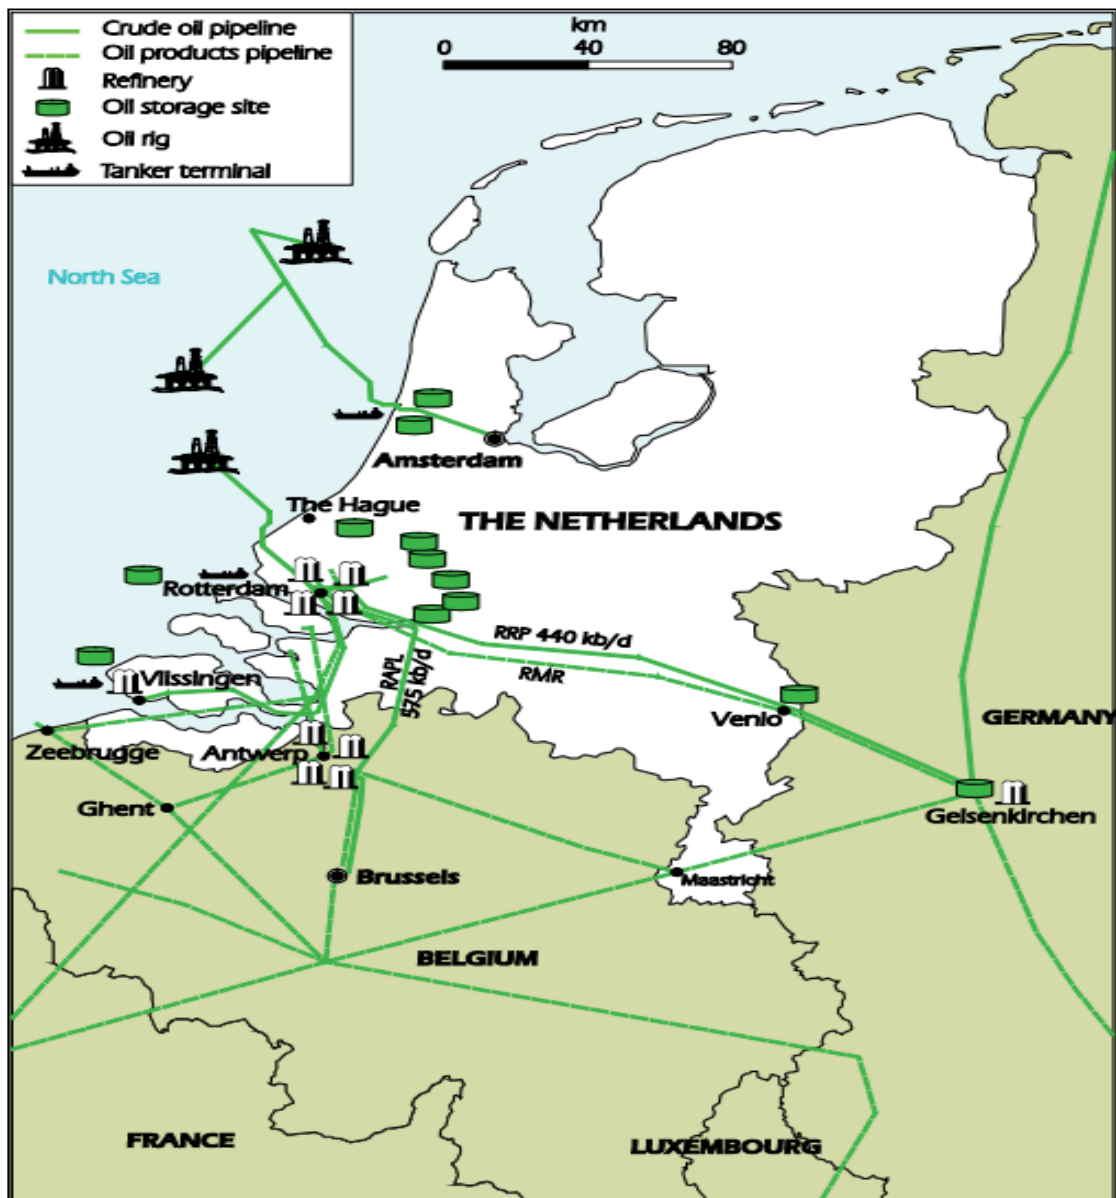 Crude oil pipeline
Oil products pipeline
Refinery
Oil storage site
Oil rig
Tanker terminal
km
0 40 80
North Sea
Amsterdam
The Hague
THE NETHERLANDS
Rotterdam
RRP 440 kb/d
RMR
RAPL
575 kb/d
Vlissingen
Venlo
GERMANY
Zeebrugge
Antwerp
Ghent
Gelsenkirchen
Brussels
Maastricht
BELGIUM
FRANCE
LUXEMBOURG